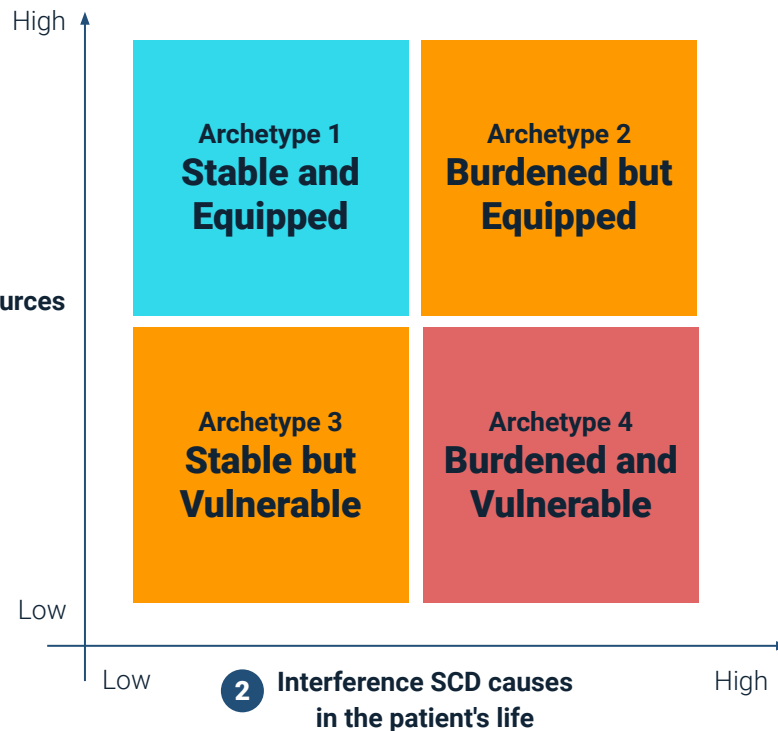 High
Archetype 1
Stable and
Equipped
Archetype 2
Burdened but
Equipped
Archetype 3
Stable but
Vulnerable
Archetype 4
Burdened and
Vulnerable
Low
Low
2 Interference SCD causes
in the patient's life
High